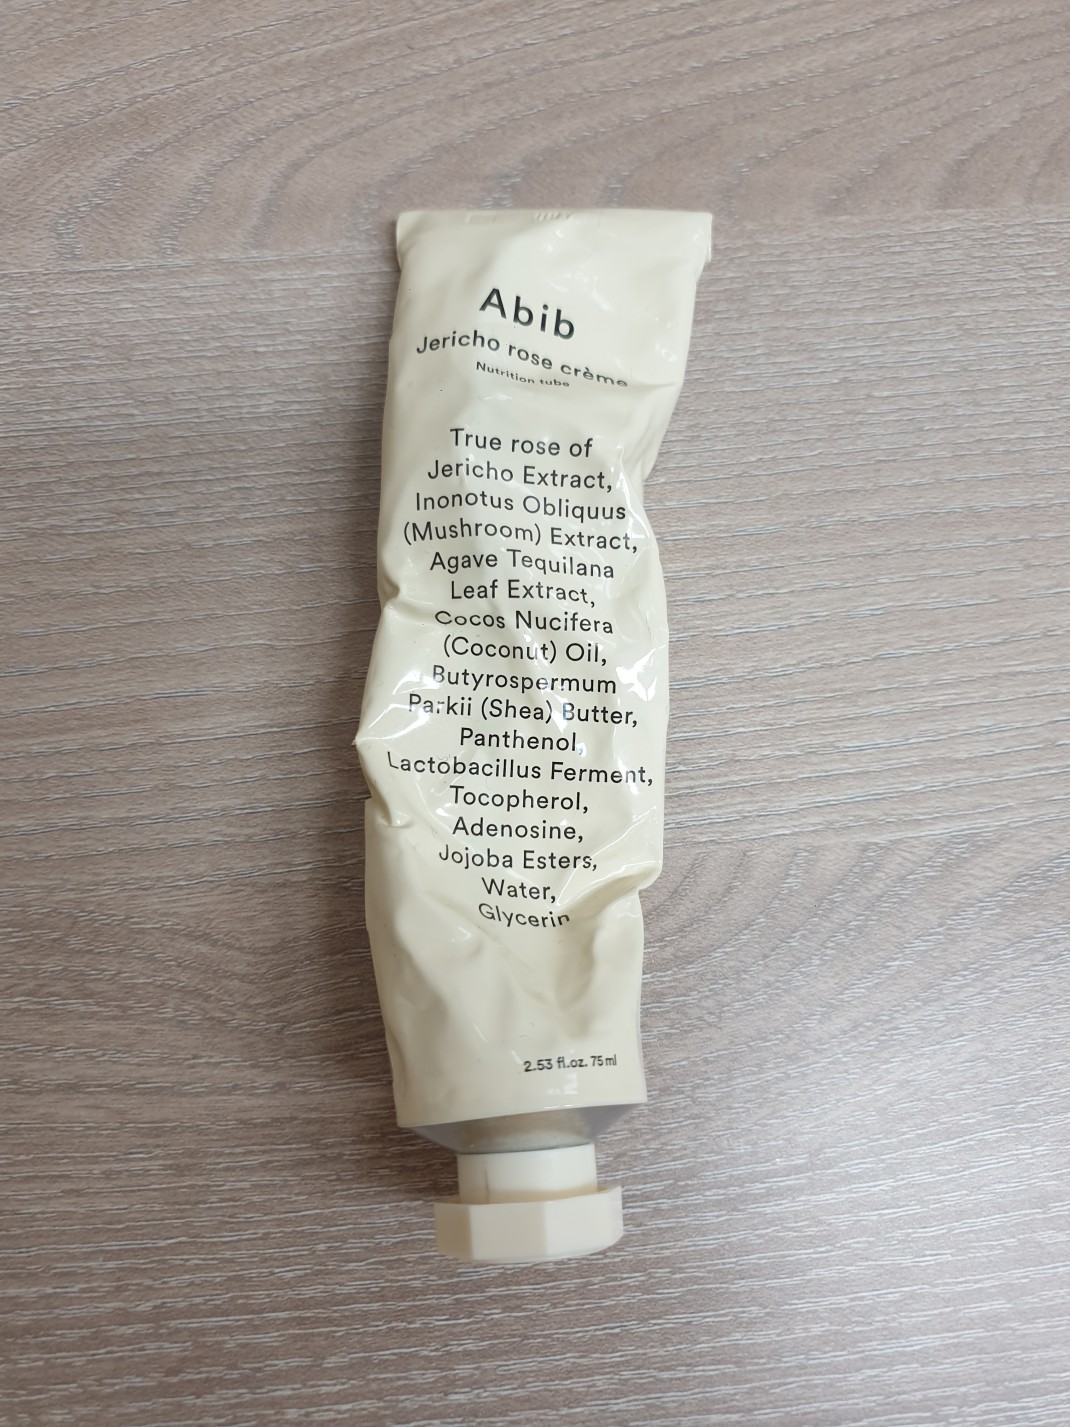 Abib
Jericho rose crème
Nutrition tube
True rose of
Jericho Extract,
Inonotus Obliquus
(Mushroom) Extract,
Agave Tequilana
Leaf Extract,
Cocos Nucifera
(Coconut) Oil,
Butyrospermum
Parkii (Shea) Butter,
Panthenol,
Lactobacillus Ferment,
Tocopherol,
Adenosine,
Jojoba Esters,
Water,
Glycerin
2.53 fl.oz. 75 ml